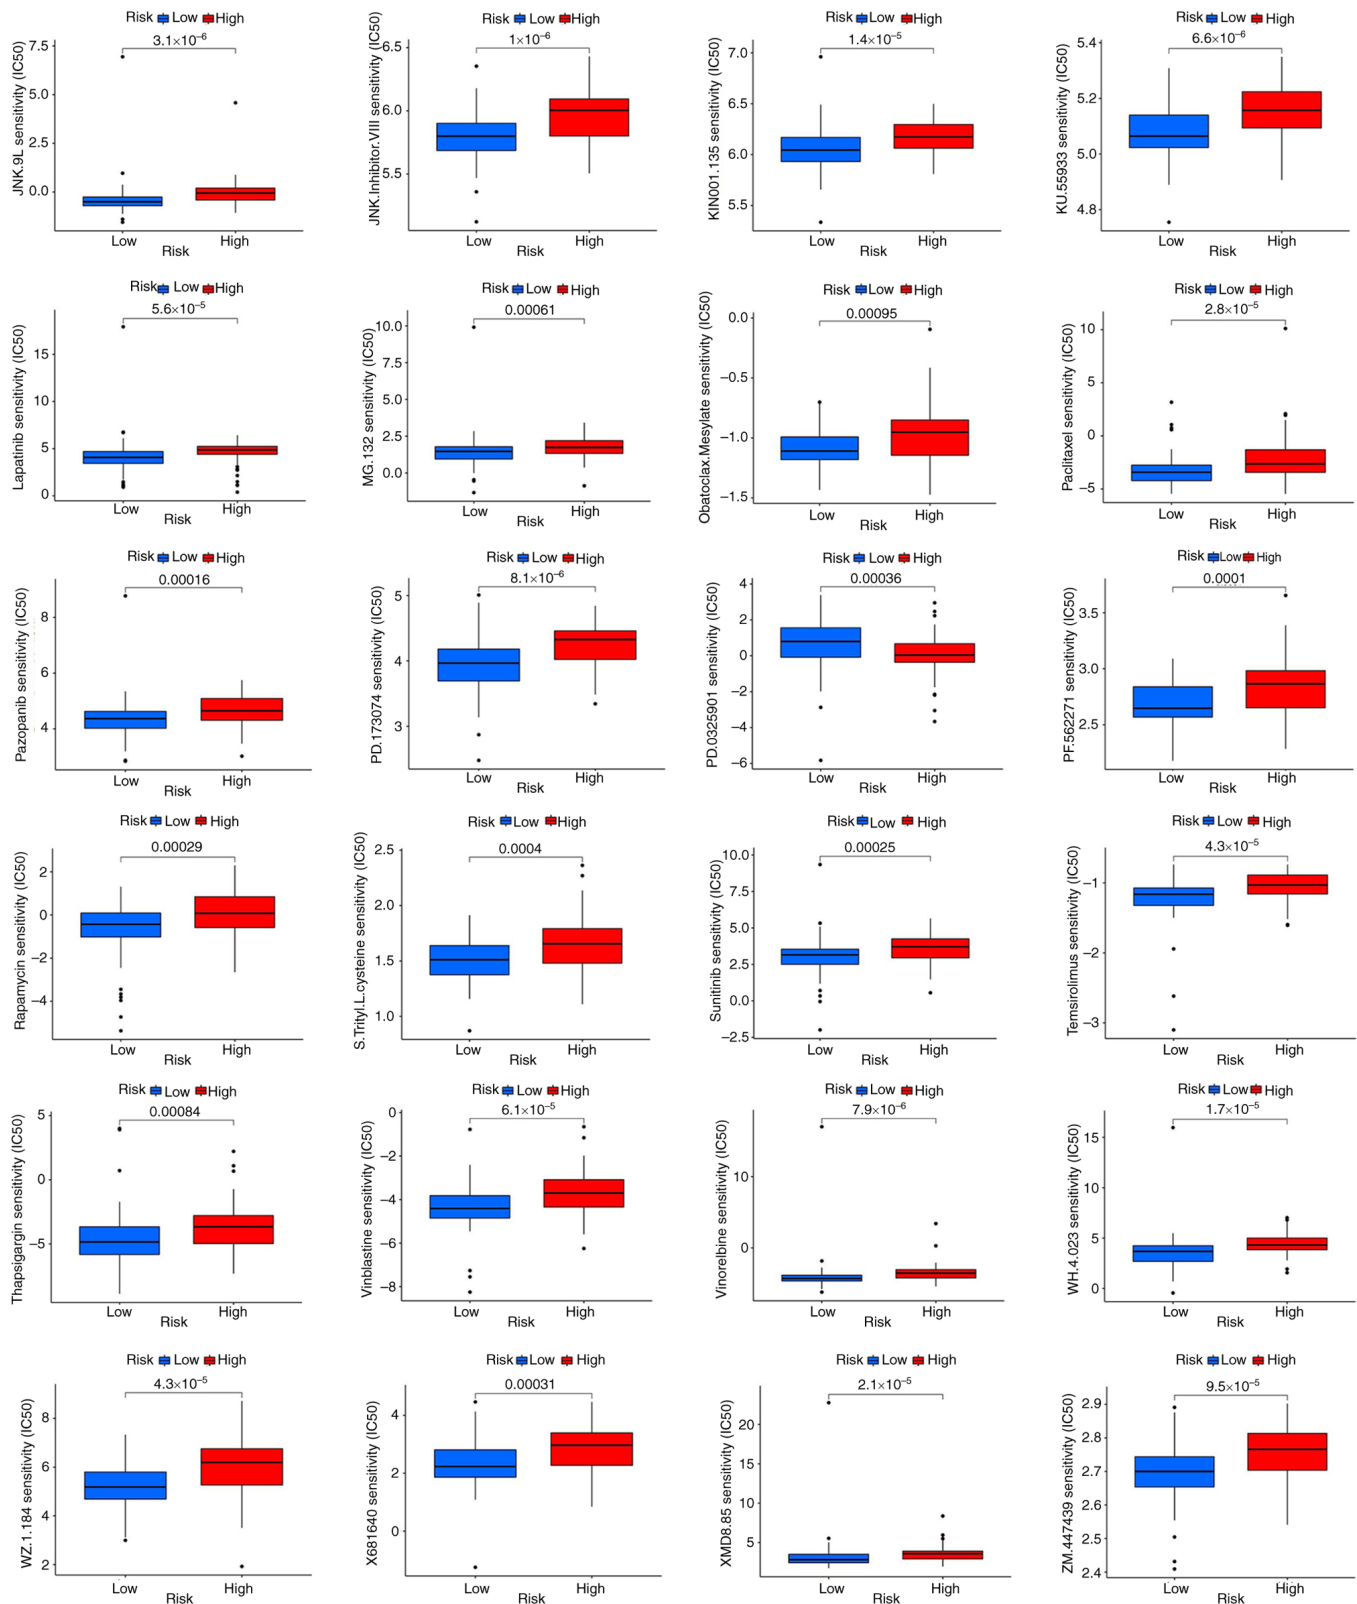 Risk Low High
3.1×10⁻⁶
JNK.9L sensitivity (IC50)
7.5
5.0
2.5
0.0
Low High
Risk
Risk Low High
1×10⁻⁶
JNK.Inhibitor.VIII sensitivity (IC50)
6.5
6.0
5.5
Low High
Risk
Risk Low High
1.4×10⁻⁵
KIN001.135 sensitivity (IC50)
7.0
6.5
6.0
5.5
Low High
Risk
Risk Low High
6.6×10⁻⁶
KU.55933 sensitivity (IC50)
5.4
5.2
5.0
4.8
Low High
Risk
Risk Low High
5.6×10⁻⁵
Lapatinib sensitivity (IC50)
15
10
5
0
Low High
Risk
Risk Low High
0.00061
MG.132 sensitivity (IC50)
10.0
7.5
5.0
2.5
0.0
Low High
Risk
Risk Low High
0.00095
Obatoclax.Mesylate sensitivity (IC50)
0.0
−0.5
−1.0
−1.5
Low High
Risk
Risk Low High
2.8×10⁻⁵
Paclitaxel sensitivity (IC50)
10
5
0
−5
Low High
Risk
Risk Low High
0.00016
Pazopanib sensitivity (IC50)
8
6
4
Low High
Risk
Risk Low High
8.1×10⁻⁶
PD.173074 sensitivity (IC50)
5
4
3
Low High
Risk
Risk Low High
0.00036
PD.0325901 sensitivity (IC50)
4
2
0
−2
−4
−6
Low High
Risk
Risk Low High
0.0001
PF.562271 sensitivity (IC50)
3.5
3.0
2.5
Low High
Risk
Risk Low High
0.00029
Rapamycin sensitivity (IC50)
2
0
−2
−4
Low High
Risk
Risk Low High
0.0004
S.Trityl.L.cysteine sensitivity (IC50)
2.5
2.0
1.5
1.0
Low High
Risk
Risk Low High
0.00025
Sunitinib sensitivity (IC50)
10.0
7.5
5.0
2.5
0.0
−2.5
Low High
Risk
Risk Low High
4.3×10⁻⁵
Temsirolimus sensitivity (IC50)
−1
−2
−3
Low High
Risk
Risk Low High
0.00084
Thapsigargin sensitivity (IC50)
5
0
−5
Low High
Risk
Risk Low High
6.1×10⁻⁵
Vinblastine sensitivity (IC50)
0
−2
−4
−6
−8
Low High
Risk
Risk Low High
7.9×10⁻⁶
Vinorelbine sensitivity (IC50)
10
0
Low High
Risk
Risk Low High
1.7×10⁻⁵
WH.4.023 sensitivity (IC50)
15
10
5
0
Low High
Risk
Risk Low High
4.3×10⁻⁵
WZ.1.184 sensitivity (IC50)
8
6
4
2
Low High
Risk
Risk Low High
0.00031
X681640 sensitivity (IC50)
4
2
0
Low High
Risk
Risk Low High
2.1×10⁻⁵
XMD8.85 sensitivity (IC50)
20
15
10
5
Low High
Risk
Risk Low High
9.5×10⁻⁵
ZM.447439 sensitivity (IC50)
2.9
2.8
2.7
2.6
2.5
2.4
Low High
Risk